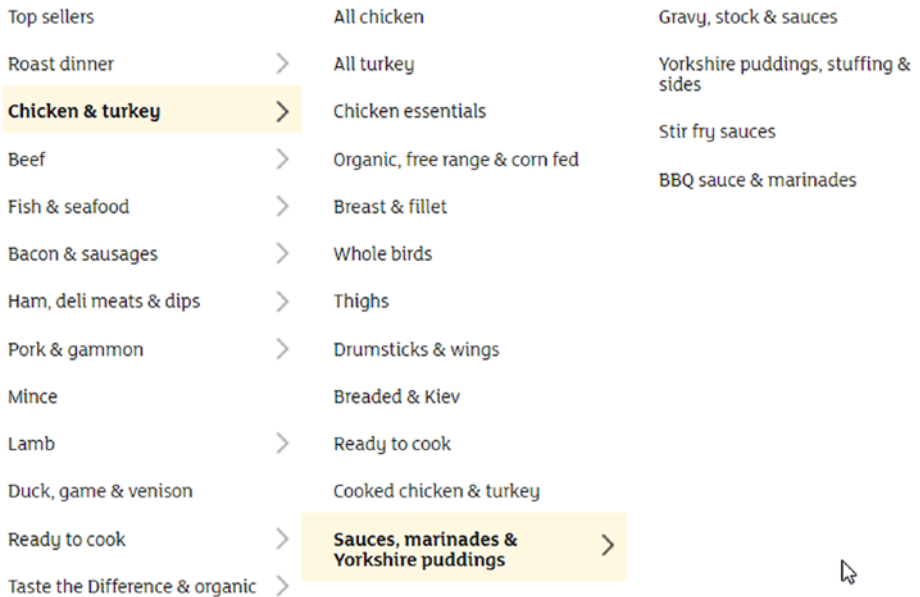 Top sellers
Roast dinner
Chicken & turkey
Beef
Fish & seafood
Bacon & sausages
Ham, deli meats & dips
Pork & gammon
Mince
Lamb
Duck, game & venison
Ready to cook
Taste the Difference & organic
All chicken
All turkey
Chicken essentials
Organic, free range & corn fed
Breast & fillet
Whole birds
Thighs
Drumsticks & wings
Breaded & Kiev
Ready to cook
Cooked chicken & turkey
Sauces, marinades &
Yorkshire puddings
Gravy, stock & sauces
Yorkshire puddings, stuffing &
sides
Stir fry sauces
BBQ sauce & marinades